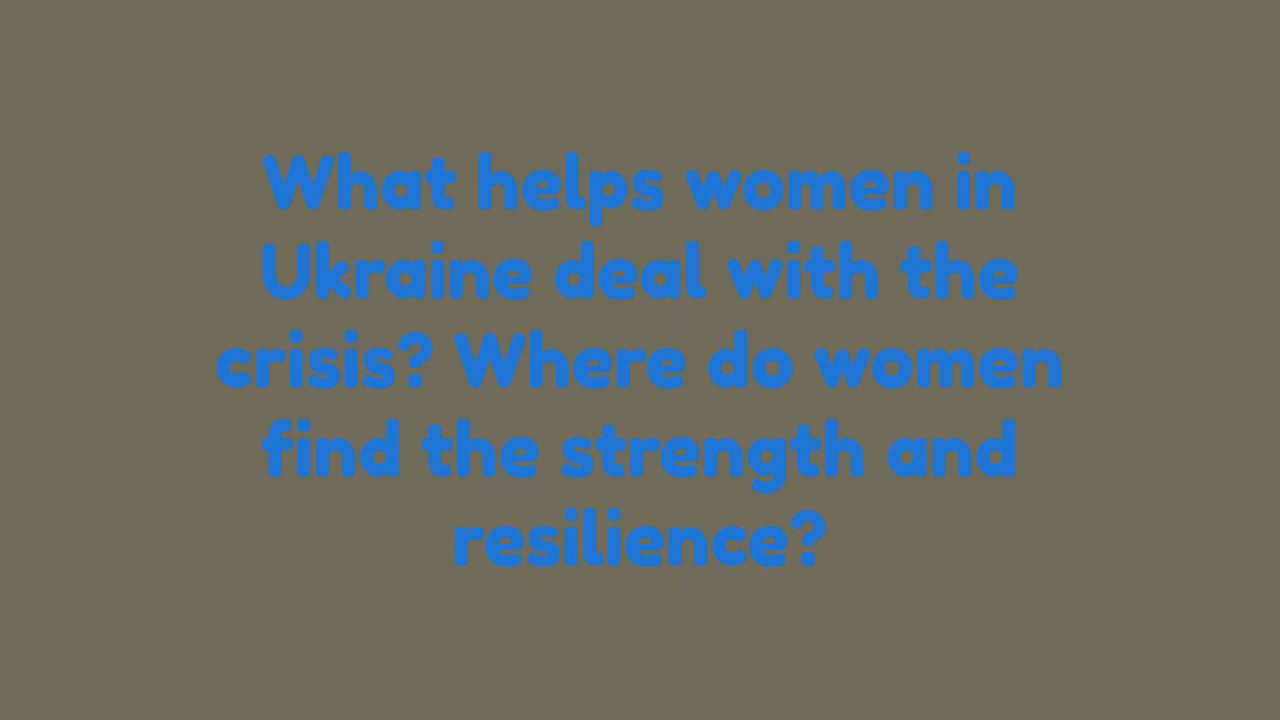 What helps women in
Ukraine deal with the
crisis? Where do women
find the strength and
resilience?